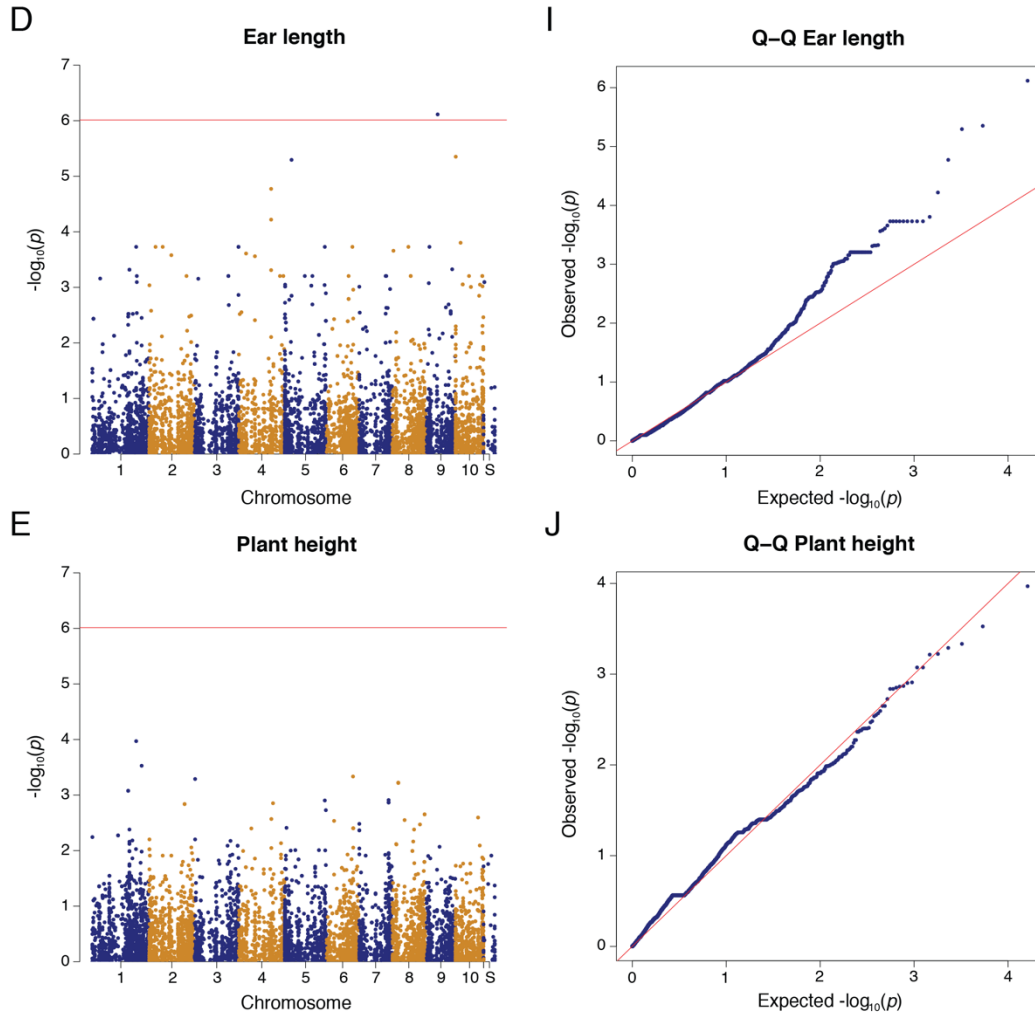 D
Ear length
7
6
5
4
3
2
1
0
-log₁₀(p)
1 2 3 4 5 6 7 8 9 10 S
Chromosome
I
Q–Q Ear length
6
5
4
3
2
1
0
Observed -log₁₀(p)
0 1 2 3 4
Expected -log₁₀(p)
E
Plant height
7
6
5
4
3
2
1
0
-log₁₀(p)
1 2 3 4 5 6 7 8 9 10 S
Chromosome
J
Q–Q Plant height
4
3
2
1
0
Observed -log₁₀(p)
0 1 2 3 4
Expected -log₁₀(p)